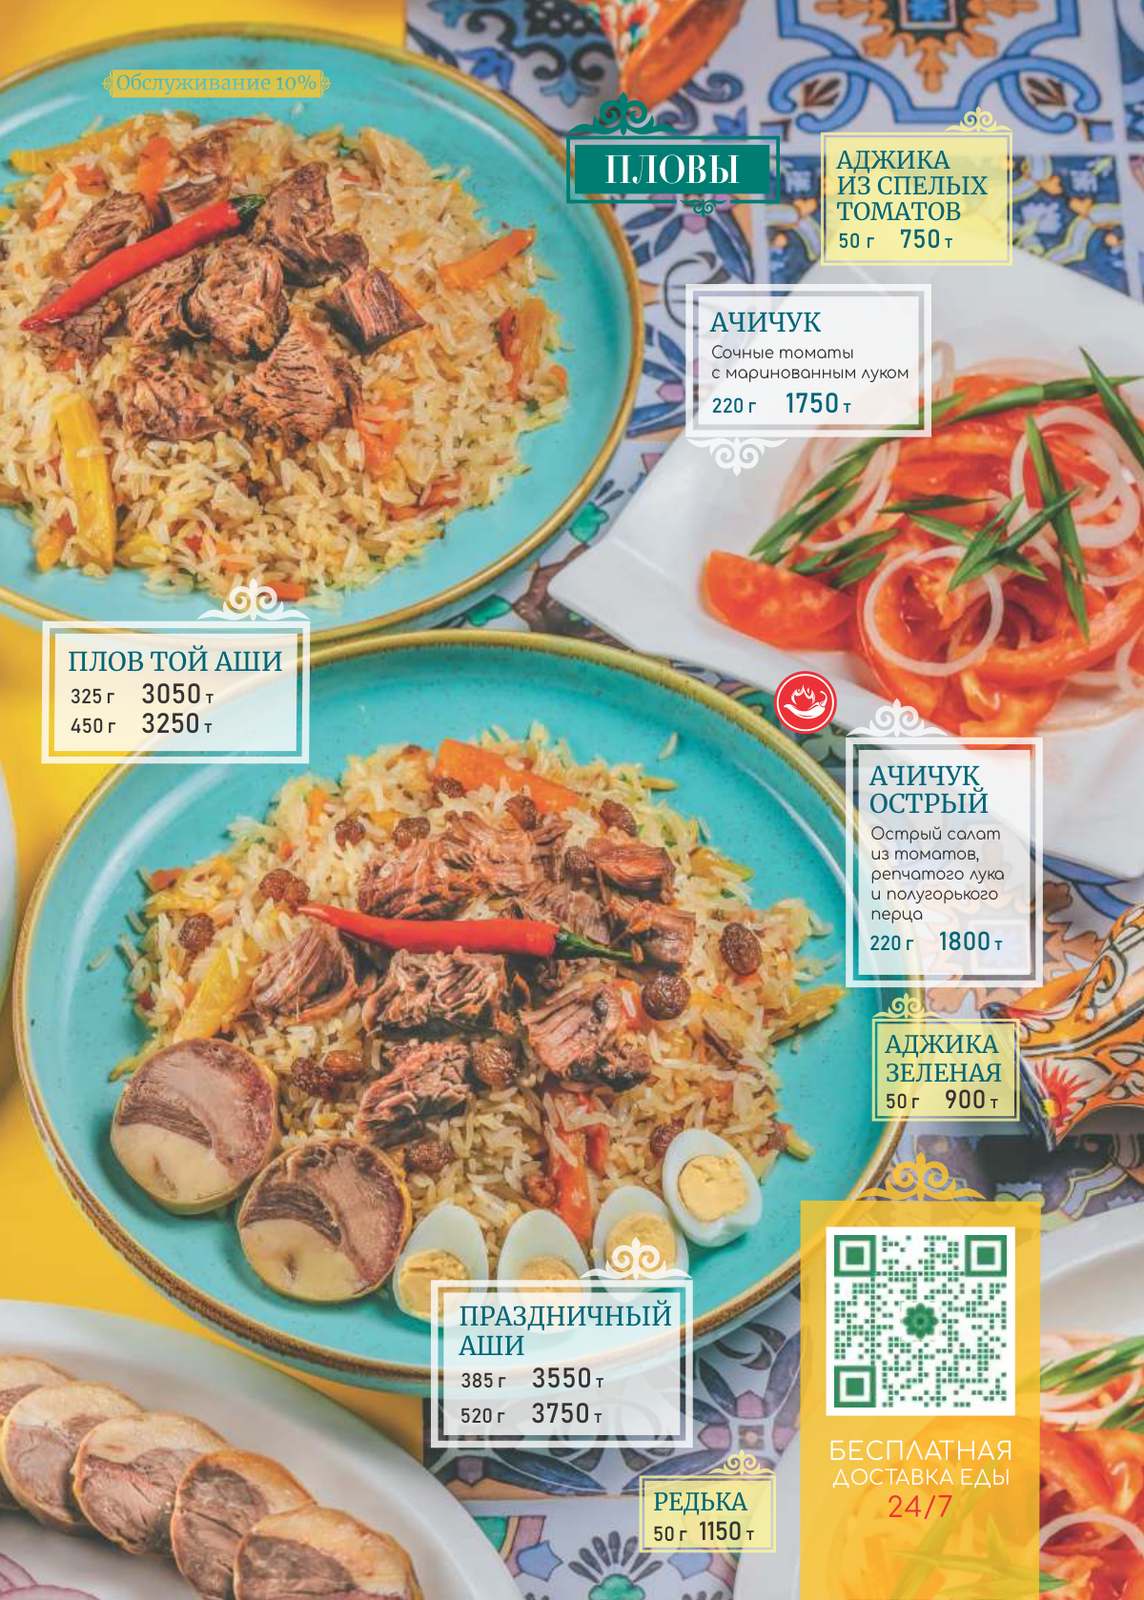 Обслуживание 10%
ПЛОВЫ
АДЖИКА
ИЗ СПЕЛЫХ
ТОМАТОВ
50 г 750 т
АЧИЧУК
Сочные томаты
с маринованным луком
220 г 1750 т
ПЛОВ ТОЙ АШИ
325 г 3050 т
450 г 3250 т
АЧИЧУК
ОСТРЫЙ
Острый салат
из томатов,
репчатого лука
и полугорького
перца
220 г 1800 т
АДЖИКА
ЗЕЛЕНАЯ
50 г 900 т
ПРАЗДНИЧНЫЙ
АШИ
385 г 3550 т
520 г 3750 т
РЕДЬКА
50 г 1150 т
БЕСПЛАТНАЯ
ДОСТАВКА ЕДЫ
24/7